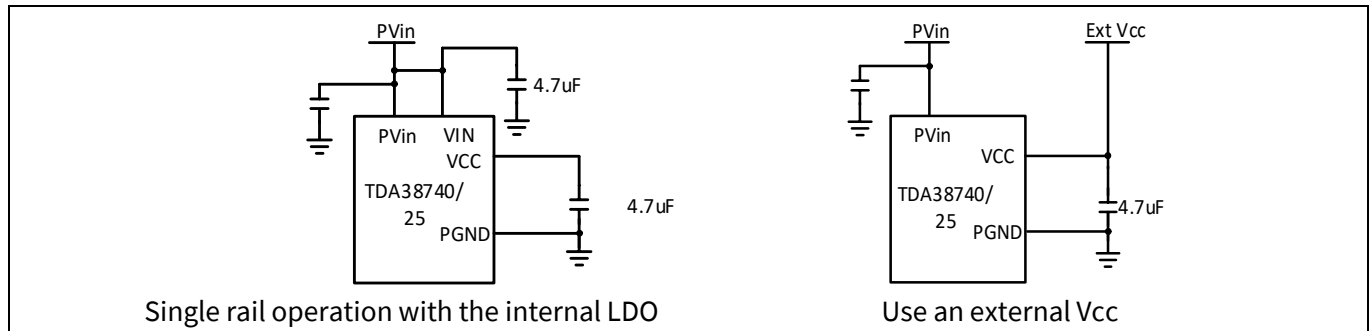 PVin
4.7uF
PVin VIN
VCC
TDA38740/
25
4.7uF
PGND
Single rail operation with the internal LDO
PVin
Ext Vcc
PVin
VCC
TDA38740/
25
4.7uF
PGND
Use an external Vcc